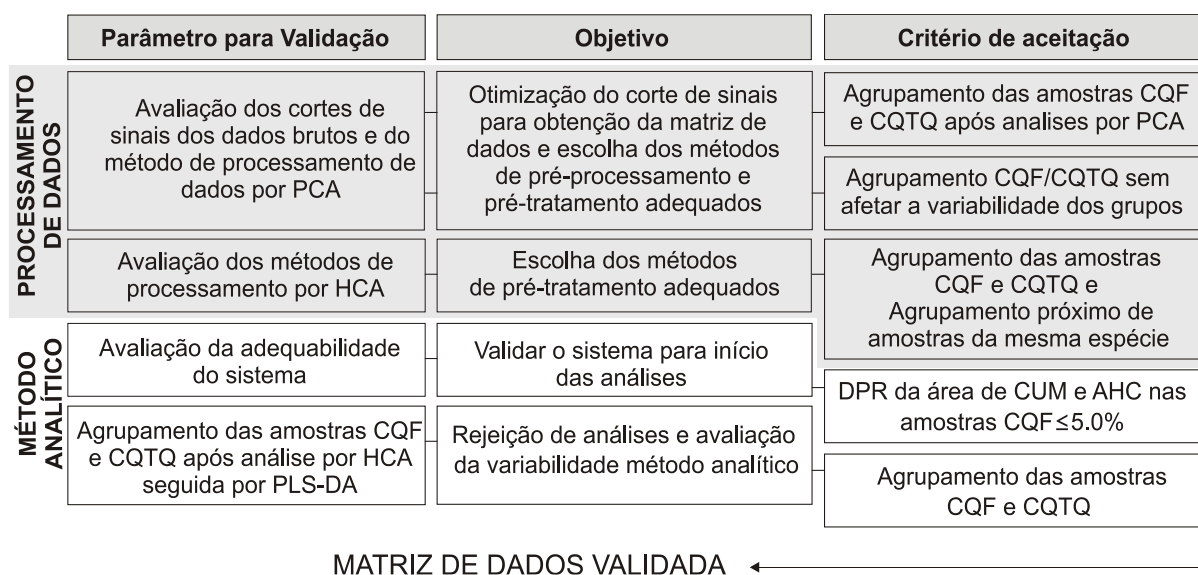 Parâmetro para Validação
Objetivo
Critério de aceitação
PROCESSAMENTO
DE DADOS
Avaliação dos cortes de
sinais dos dados brutos e do
método de processamento de
dados por PCA
Otimização do corte de sinais
para obtenção da matriz de
dados e escolha dos métodos
de pré-processamento e
pré-tratamento adequados
Agrupamento das amostras CQF
e CQTQ após analises por PCA
Agrupamento CQF/CQTQ sem
afetar a variabilidade dos grupos
Avaliação dos métodos de
processamento por HCA
Escolha dos métodos
de pré-tratamento adequados
Agrupamento das amostras
CQF e CQTQ e
Agrupamento próximo de
amostras da mesma espécie
MÉTODO
ANALÍTICO
Avaliação da adequabilidade
do sistema
Validar o sistema para início
das análises
DPR da área de CUM e AHC nas
amostras CQF≤5.0%
Agrupamento das amostras CQF
e CQTQ após análise por HCA
seguida por PLS-DA
Rejeição de análises e avaliação
da variabilidade método analítico
Agrupamento das amostras
CQF e CQTQ
MATRIZ DE DADOS VALIDADA